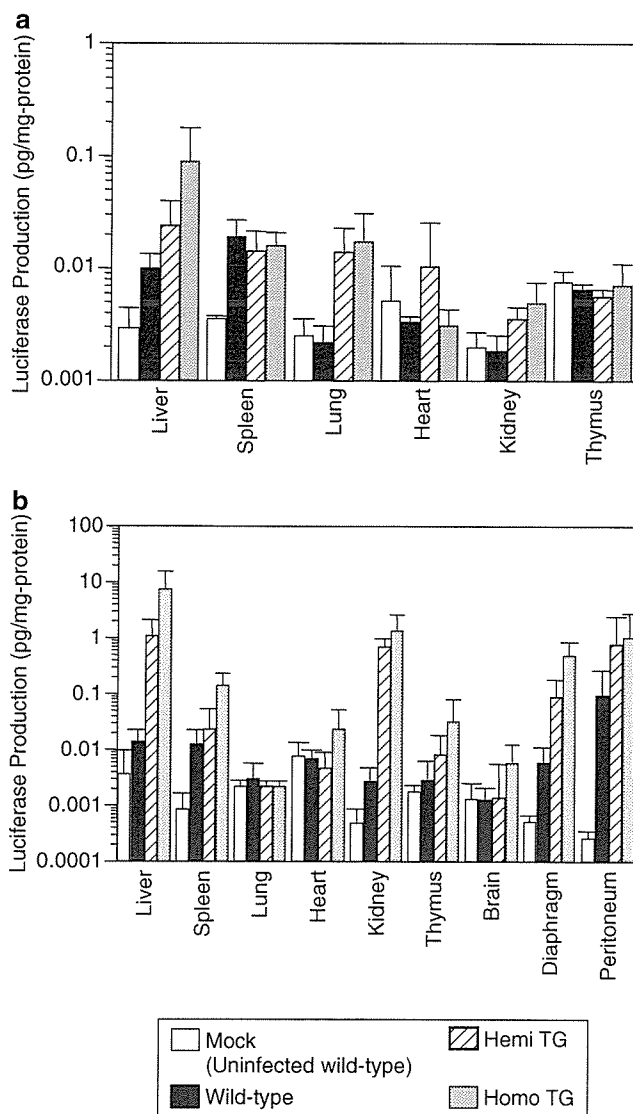 a
Luciferase Production (pg/mg-protein)
1
0.1
0.01
0.001
Liver
Spleen
Lung
Heart
Kidney
Thymus
b
Luciferase Production (pg/mg-protein)
100
10
1
0.1
0.01
0.001
0.0001
Liver
Spleen
Lung
Heart
Kidney
Thymus
Brain
Diaphragm
Peritoneum
Mock
(Uninfected wild-type)
Wild-type
Hemi TG
Homo TG